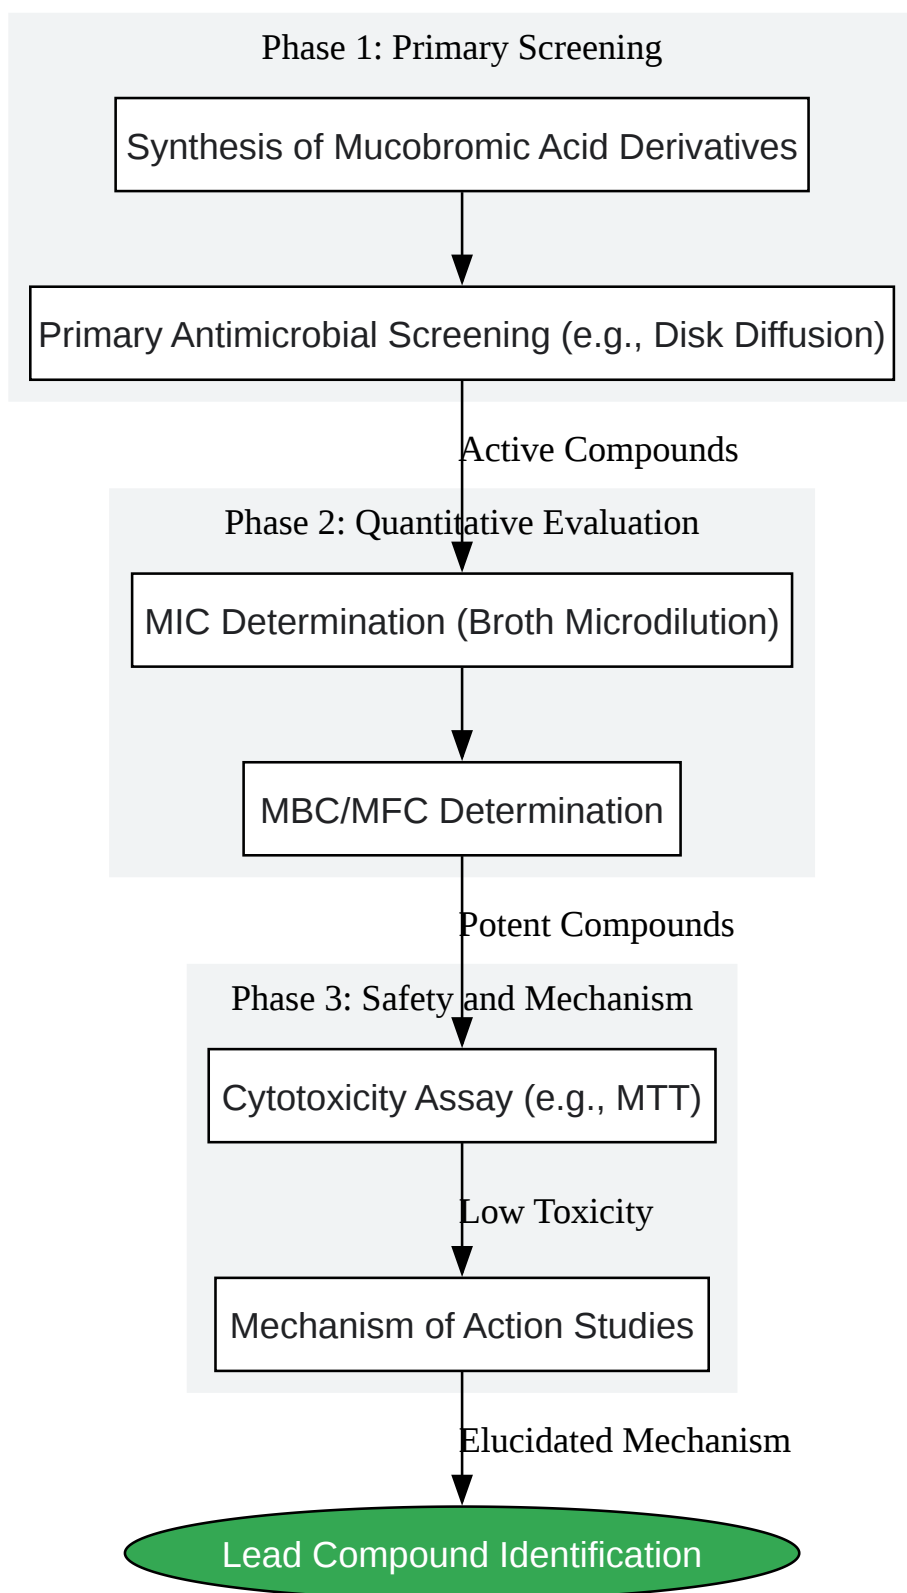 Phase 1: Primary Screening
Synthesis of Mucobromic Acid Derivatives
Primary Antimicrobial Screening (e.g., Disk Diffusion)
Active Compounds
Phase 2: Quantitative Evaluation
MIC Determination (Broth Microdilution)
MBC/MFC Determination
Potent Compounds
Phase 3: Safety and Mechanism
Cytotoxicity Assay (e.g., MTT)
Low Toxicity
Mechanism of Action Studies
Elucidated Mechanism
Lead Compound Identification